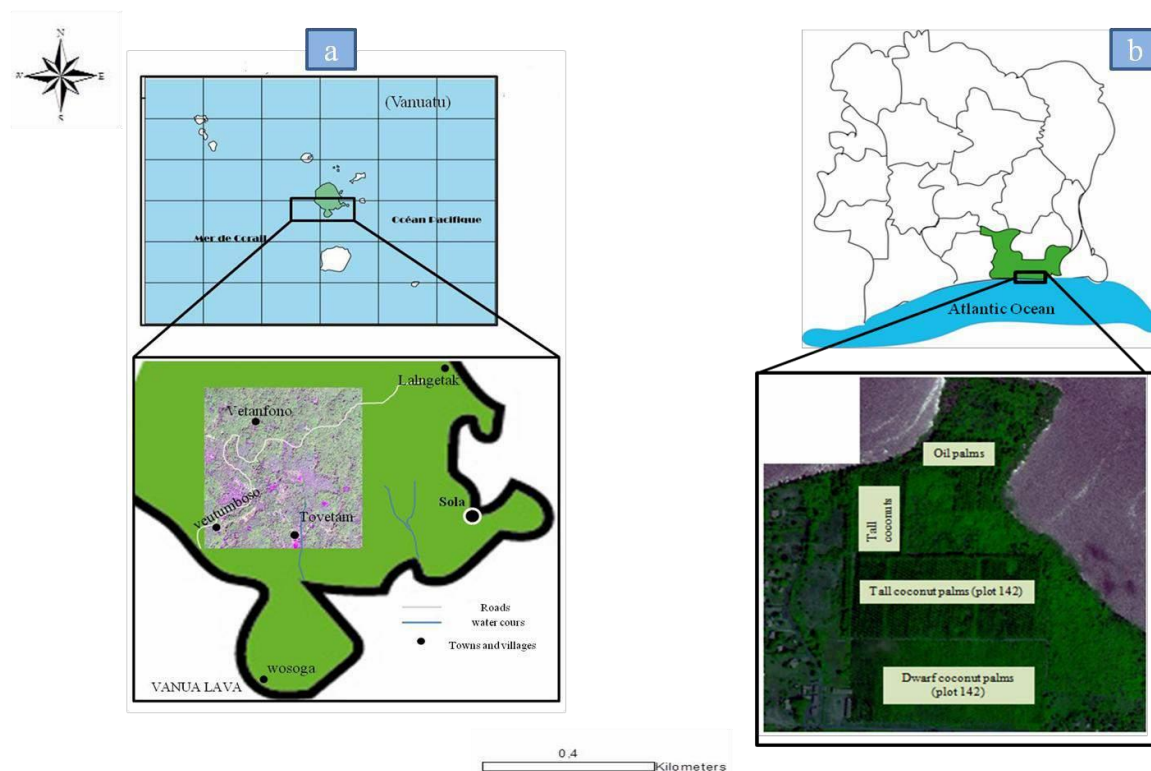 N
W
E
S
a
(Vanuatu)
Océan Pacifique
Mer de Corail
Lalngetak
Vetanfono
veutumboso
Tovetam
Sola
Roads
water cours
Towns and villages
wosoga
VANUA LAVA
b
Atlantic Ocean
Oil palms
Tall
coconuts
Tall coconut palms (plot 142)
Dwarf coconut palms
(plot 142)
0.4
Kilometers